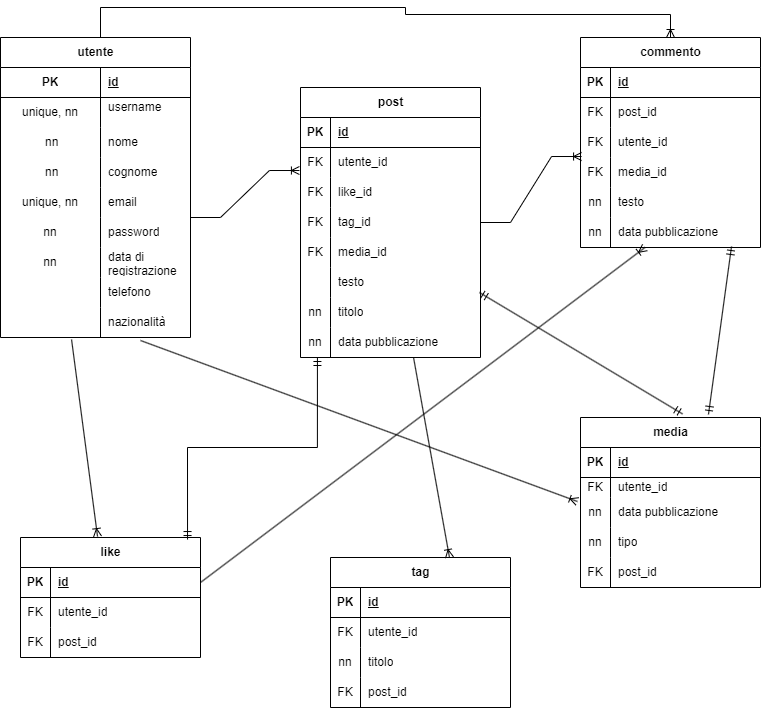 utente
PK id
unique, nn username
nn nome
nn cognome
unique, nn email
nn password
nn data di
registrazione
telefono
nazionalità
post
PK id
FK utente_id
FK like_id
FK tag_id
FK media_id
testo
nn titolo
nn data pubblicazione
commento
PK id
FK post_id
FK utente_id
FK media_id
nn testo
nn data pubblicazione
media
PK id
FK utente_id
nn data pubblicazione
nn tipo
FK post_id
like
PK id
FK utente_id
FK post_id
tag
PK id
FK utente_id
nn titolo
FK post_id